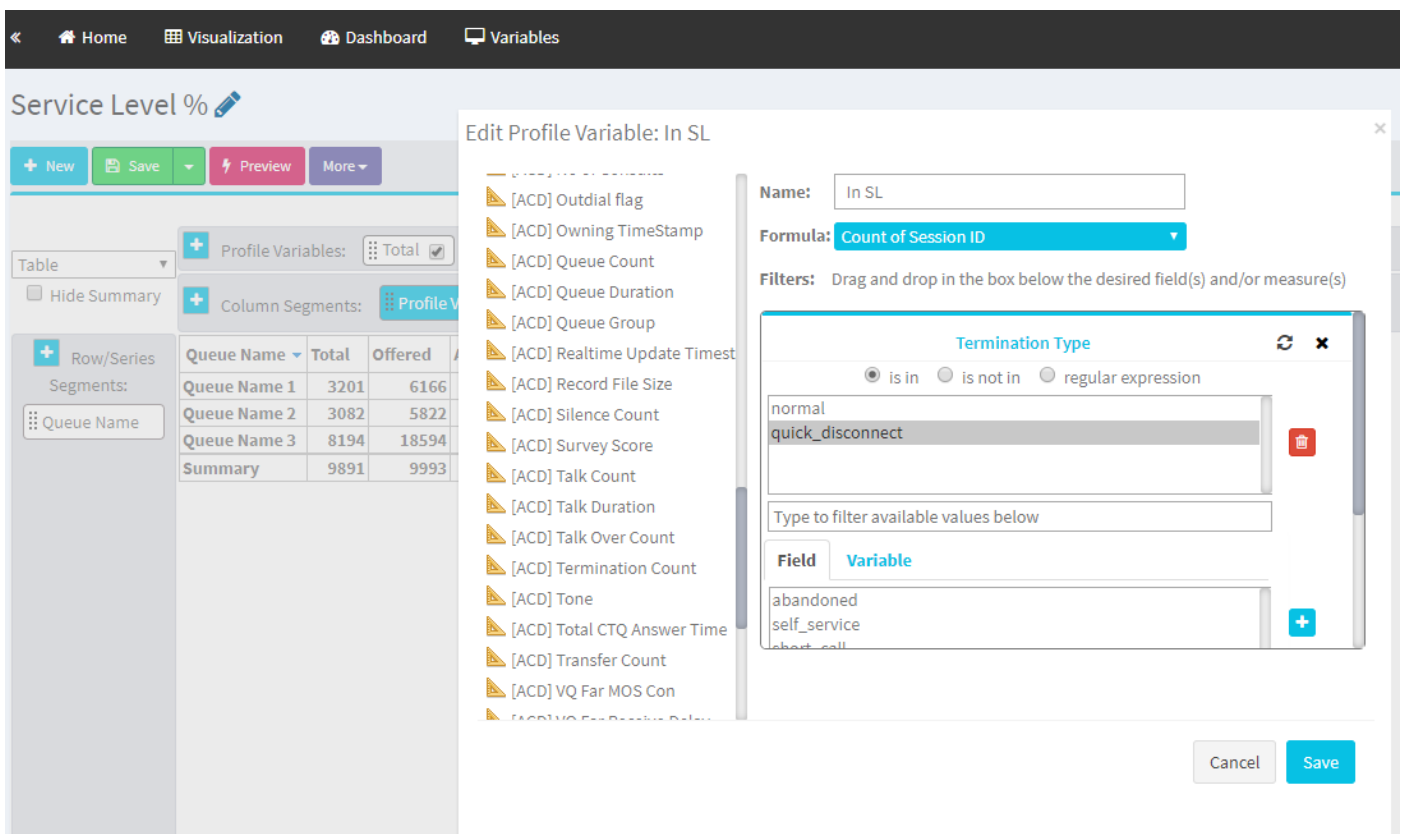 « Home Visualization Dashboard Variables
Service Level %
New Save Preview More
Table
Hide Summary
Profile Variables: Total
Column Segments: Profile V
Row/Series
Segments:
Queue Name
Queue Name Total Offered
Queue Name 1 3201 6166
Queue Name 2 3082 5822
Queue Name 3 8194 18594
Summary 9891 9993
Edit Profile Variable: In SL
×
[ACD] Outdial flag
[ACD] Owning TimeStamp
[ACD] Queue Count
[ACD] Queue Duration
[ACD] Queue Group
[ACD] Realtime Update Timest
[ACD] Record File Size
[ACD] Silence Count
[ACD] Survey Score
[ACD] Talk Count
[ACD] Talk Duration
[ACD] Talk Over Count
[ACD] Termination Count
[ACD] Tone
[ACD] Total CTQ Answer Time
[ACD] Transfer Count
[ACD] VQ Far MOS Con
[ACD] VQ Far Receive Delay
Name: In SL
Formula: Count of Session ID
Filters: Drag and drop in the box below the desired field(s) and/or measure(s)
Termination Type
is in is not in regular expression
normal
quick_disconnect
Type to filter available values below
Field Variable
abandoned
self_service
short_call
Cancel Save